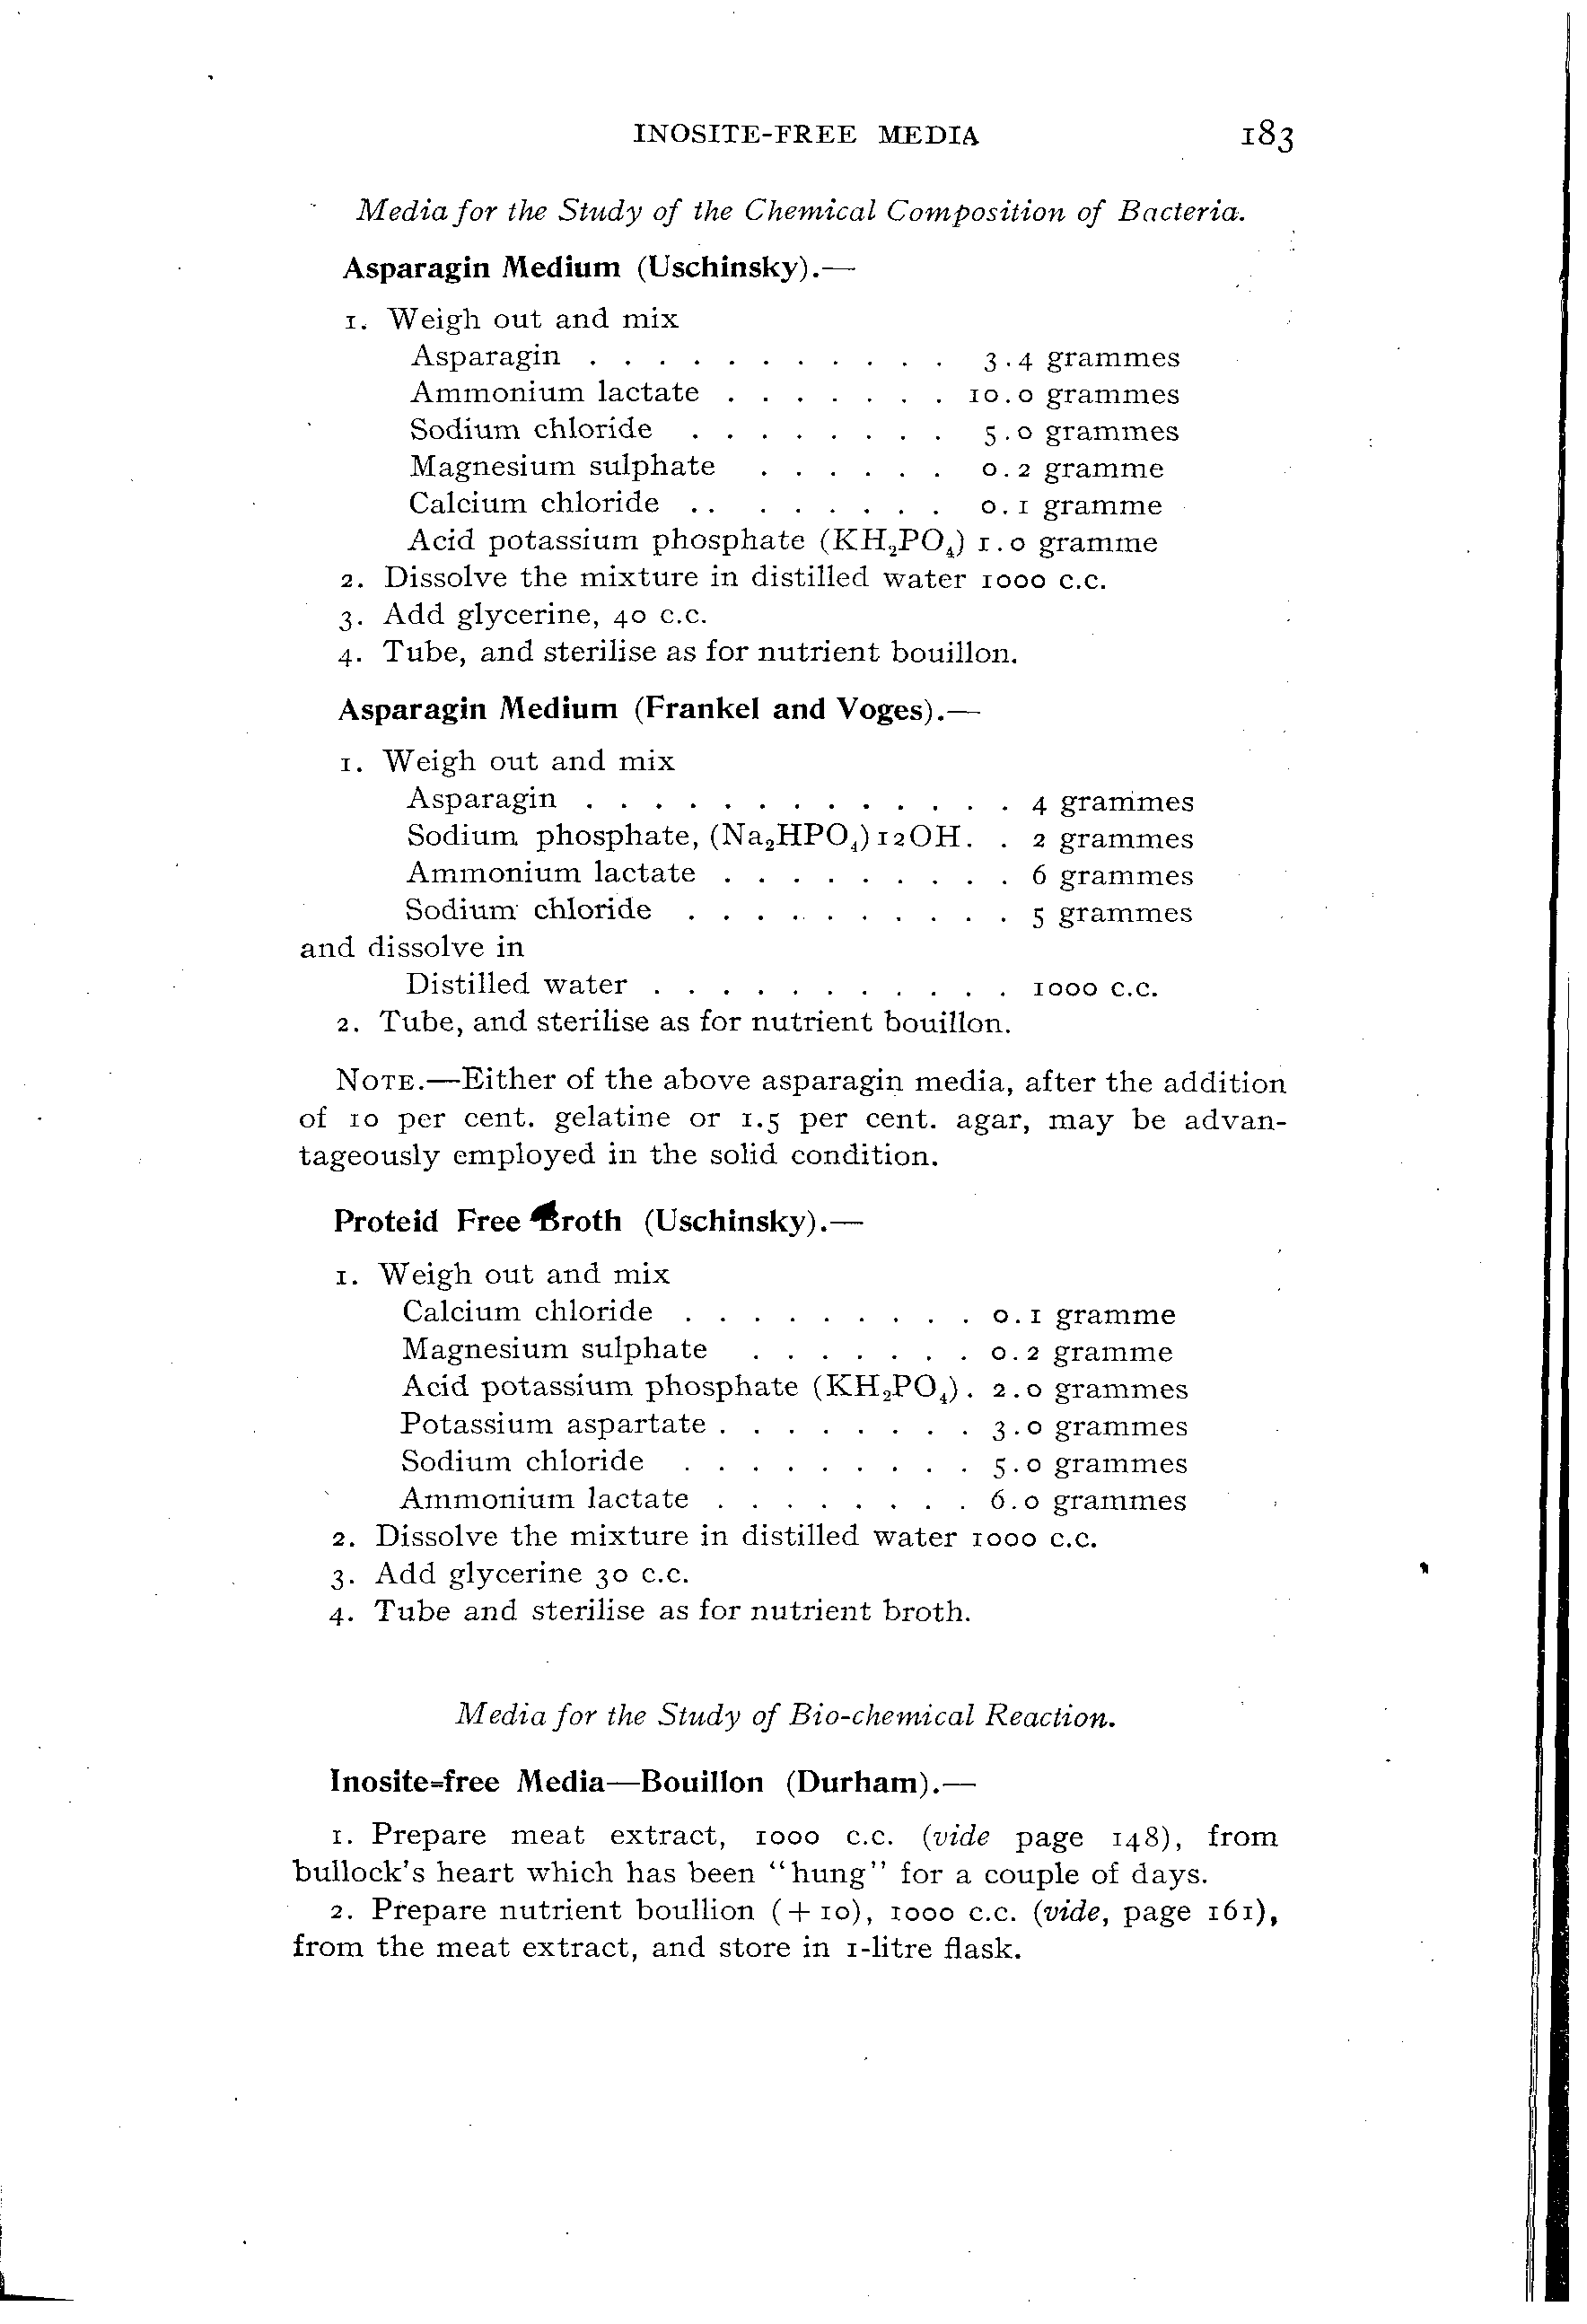 INOSITE-FREE MEDIA 183
Media for the Study of the Chemical Composition of Bacteria.
Asparagin Medium (Uschinsky).—
1. Weigh out and mix
Asparagin . . . . . . . . . . . 3.4 grammes
Ammonium lactate . . . . . . . 10.0 grammes
Sodium chloride . . . . . . . . 5.0 grammes
Magnesium sulphate . . . . . . 0.2 gramme
Calcium chloride .. . . . . . . 0.1 gramme
Acid potassium phosphate (KH₂PO₄) 1.0 gramme
2. Dissolve the mixture in distilled water 1000 c.c.
3. Add glycerine, 40 c.c.
4. Tube, and sterilise as for nutrient bouillon.
Asparagin Medium (Frankel and Voges).—
1. Weigh out and mix
Asparagin . . . . . . . . . . . . . 4 grammes
Sodium phosphate, (Na₂HPO₄)12OH. . 2 grammes
Ammonium lactate . . . . . . . . . 6 grammes
Sodium chloride . . . . . . . . . . 5 grammes
and dissolve in
Distilled water . . . . . . . . . . . 1000 c.c.
2. Tube, and sterilise as for nutrient bouillon.
NOTE.—Either of the above asparagin media, after the addition
of 10 per cent. gelatine or 1.5 per cent. agar, may be advan-
tageously employed in the solid condition.
Proteid Free Broth (Uschinsky).—
1. Weigh out and mix
Calcium chloride . . . . . . . . . 0.1 gramme
Magnesium sulphate . . . . . . . 0.2 gramme
Acid potassium phosphate (KH₂PO₄). 2.0 grammes
Potassium aspartate . . . . . . . . 3.0 grammes
Sodium chloride . . . . . . . . . 5.0 grammes
Ammonium lactate . . . . . . . . 6.0 grammes
2. Dissolve the mixture in distilled water 1000 c.c.
3. Add glycerine 30 c.c.
4. Tube and sterilise as for nutrient broth.
Media for the Study of Bio-chemical Reaction.
Inosite=free Media—Bouillon (Durham).—
1. Prepare meat extract, 1000 c.c. (vide page 148), from
bullock's heart which has been "hung" for a couple of days.
2. Prepare nutrient boullion (+10), 1000 c.c. (vide, page 161),
from the meat extract, and store in 1-litre flask.